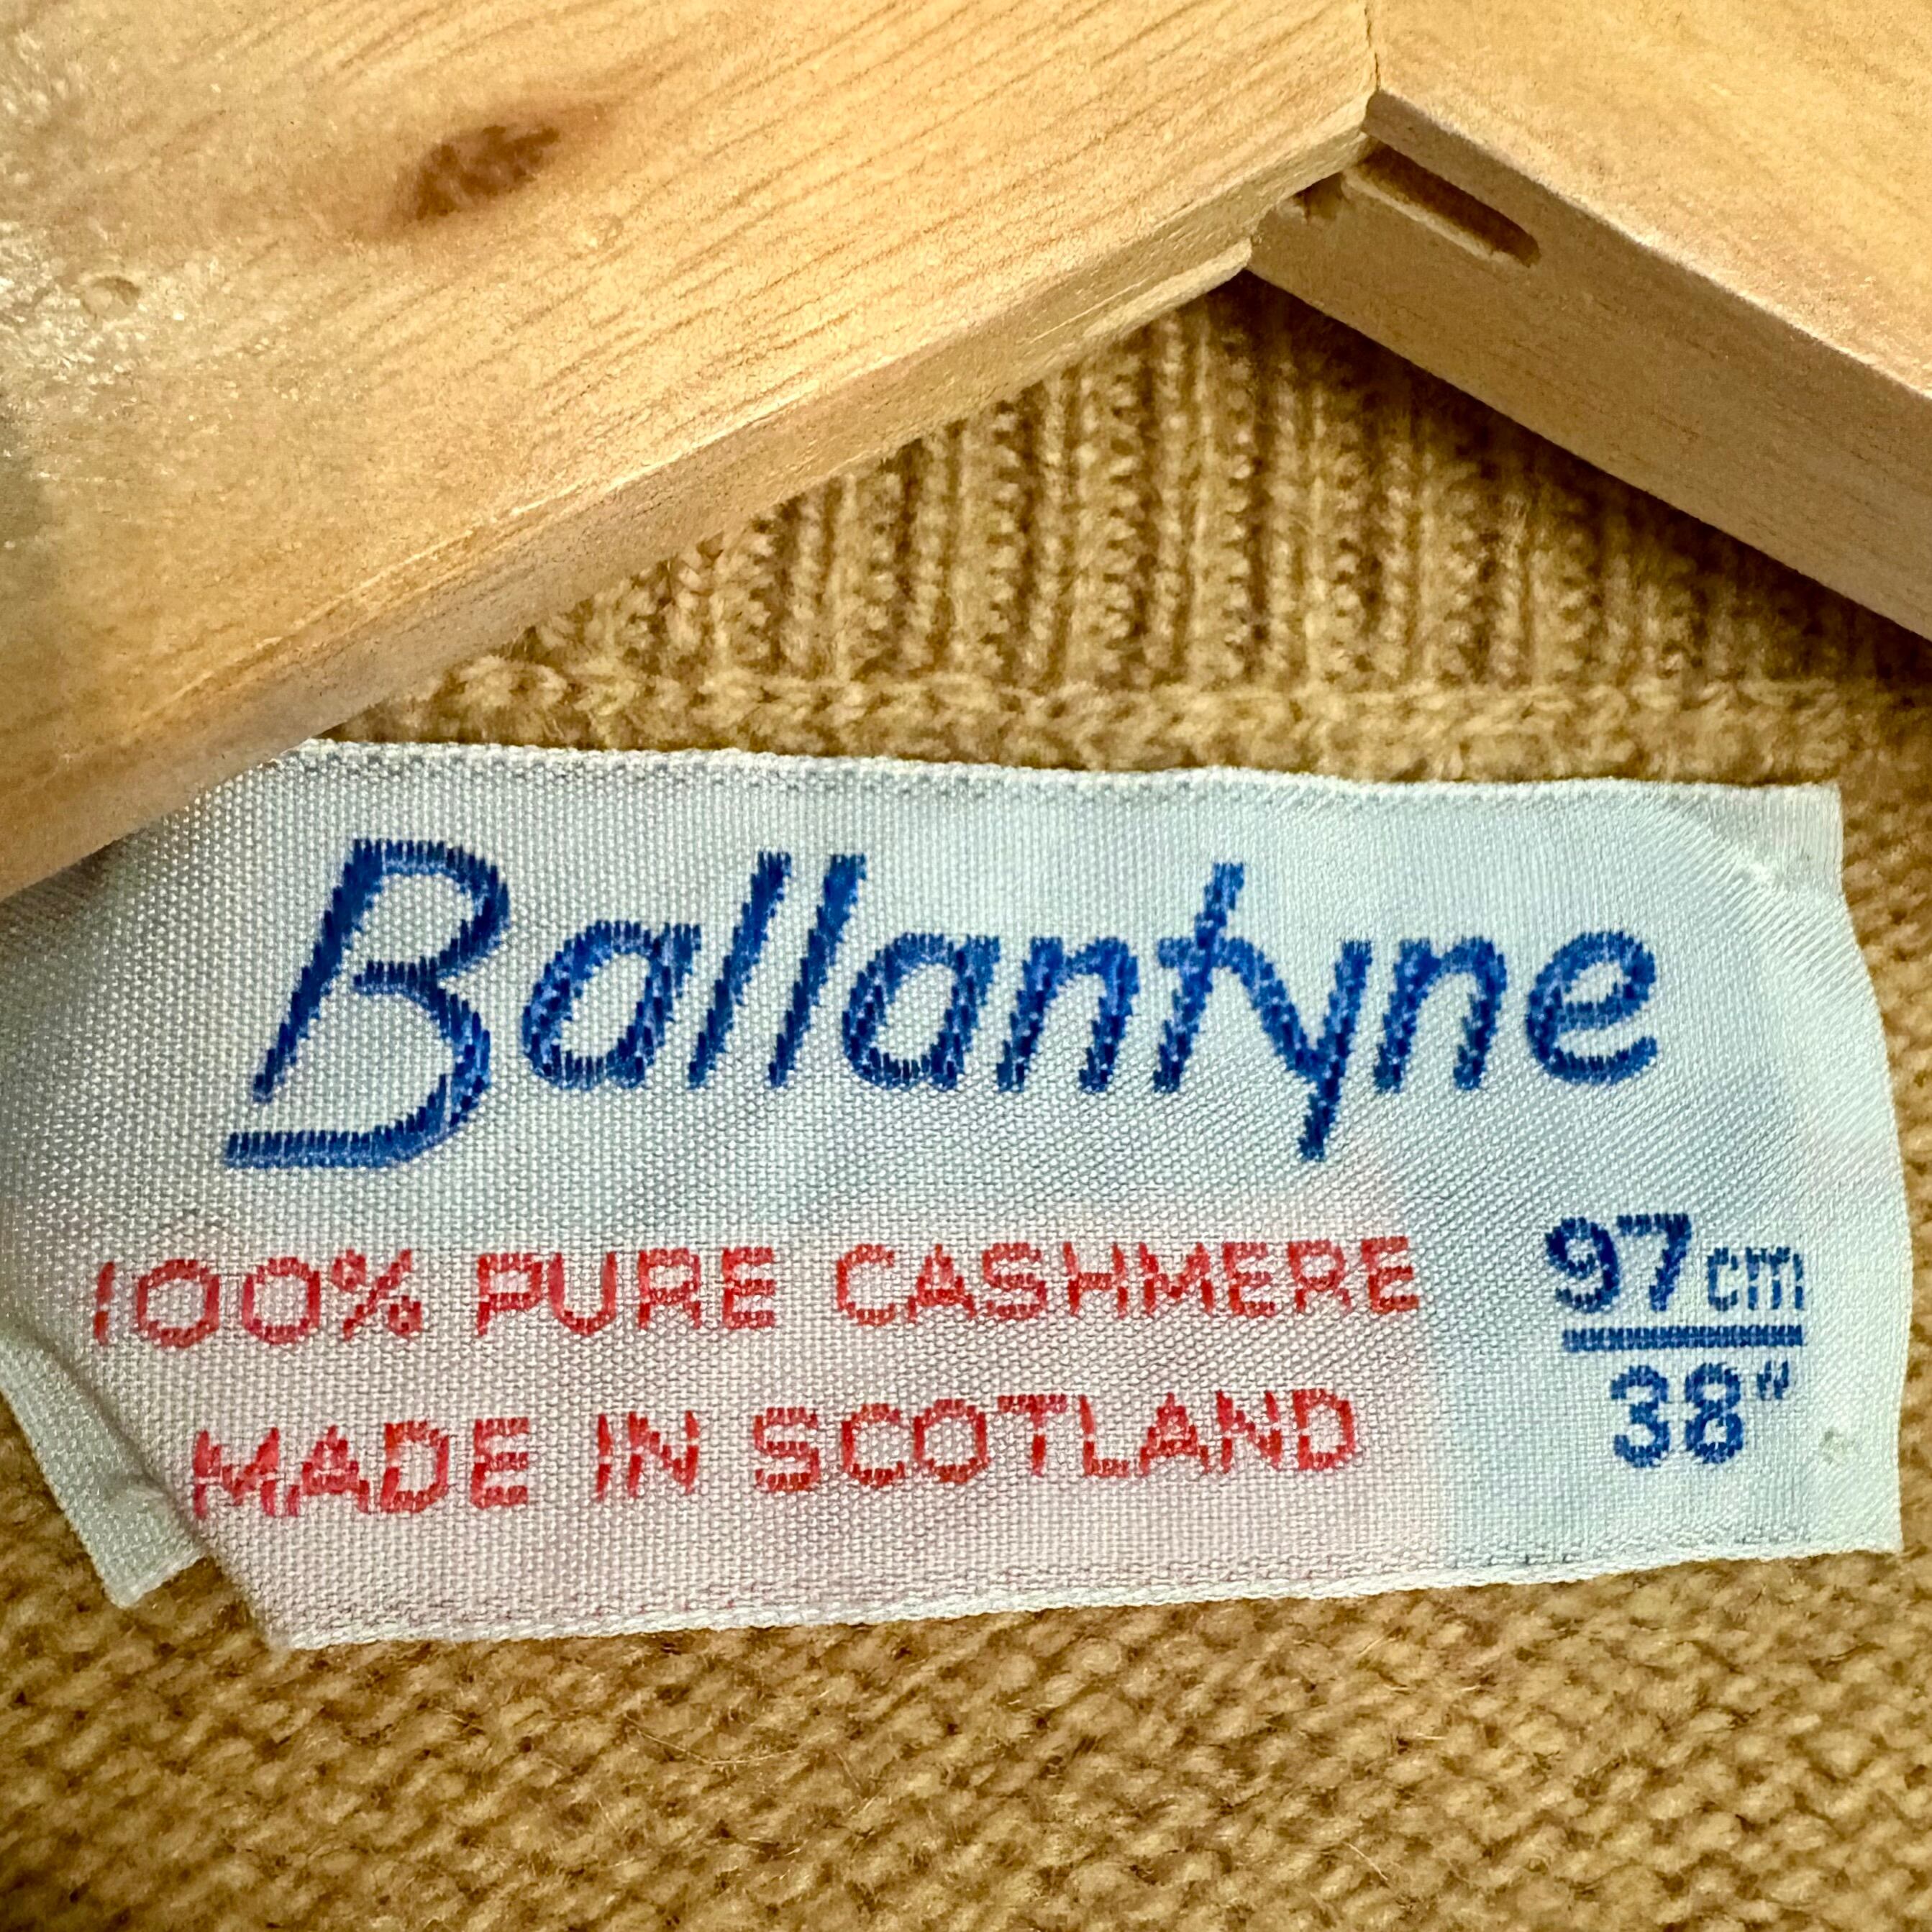 Ballantyne
100% PURE CASHMERE
MADE IN SCOTLAND
97cm
38"